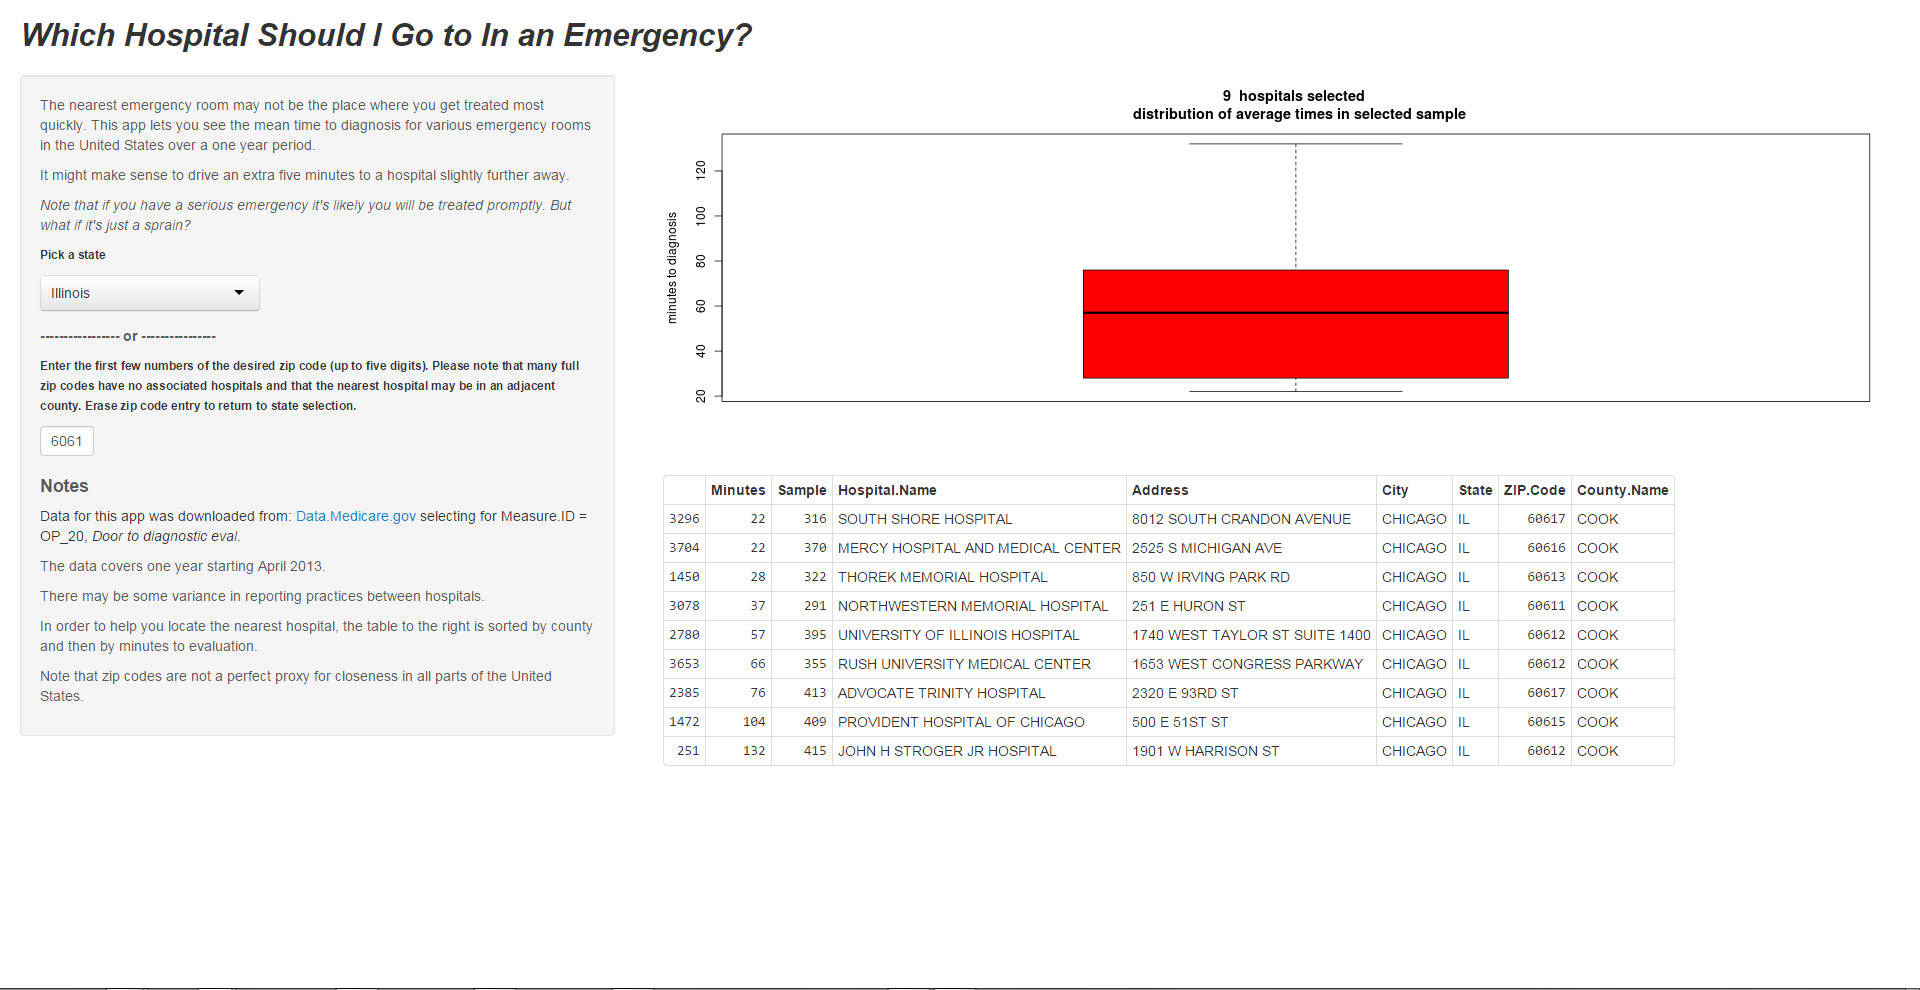 Which Hospital Should I Go to In an Emergency?
The nearest emergency room may not be the place where you get treated most
quickly. This app lets you see the mean time to diagnosis for various emergency rooms
in the United States over a one year period.
It might make sense to drive an extra five minutes to a hospital slightly further away.
Note that if you have a serious emergency it's likely you will be treated promptly. But
what if it's just a sprain?
Pick a state
Illinois
----------------- or ----------------
Enter the first few numbers of the desired zip code (up to five digits). Please note that many full
zip codes have no associated hospitals and that the nearest hospital may be in an adjacent
county. Erase zip code entry to return to state selection.
6061
Notes
Data for this app was downloaded from: Data.Medicare.gov selecting for Measure.ID =
OP_20, Door to diagnostic eval.
The data covers one year starting April 2013.
There may be some variance in reporting practices between hospitals.
In order to help you locate the nearest hospital, the table to the right is sorted by county
and then by minutes to evaluation.
Note that zip codes are not a perfect proxy for closeness in all parts of the United
States.
9 hospitals selected
distribution of average times in selected sample
minutes to diagnosis
120
100
80
60
40
20
Minutes Sample Hospital.Name Address City State ZIP.Code County.Name
3296 22 316 SOUTH SHORE HOSPITAL 8012 SOUTH CRANDON AVENUE CHICAGO IL 60617 COOK
3704 22 370 MERCY HOSPITAL AND MEDICAL CENTER 2525 S MICHIGAN AVE CHICAGO IL 60616 COOK
1450 28 322 THOREK MEMORIAL HOSPITAL 850 W IRVING PARK RD CHICAGO IL 60613 COOK
3078 37 291 NORTHWESTERN MEMORIAL HOSPITAL 251 E HURON ST CHICAGO IL 60611 COOK
2780 57 395 UNIVERSITY OF ILLINOIS HOSPITAL 1740 WEST TAYLOR ST SUITE 1400 CHICAGO IL 60612 COOK
3653 66 355 RUSH UNIVERSITY MEDICAL CENTER 1653 WEST CONGRESS PARKWAY CHICAGO IL 60612 COOK
2385 76 413 ADVOCATE TRINITY HOSPITAL 2320 E 93RD ST CHICAGO IL 60617 COOK
1472 104 409 PROVIDENT HOSPITAL OF CHICAGO 500 E 51ST ST CHICAGO IL 60615 COOK
251 132 415 JOHN H STROGER JR HOSPITAL 1901 W HARRISON ST CHICAGO IL 60612 COOK